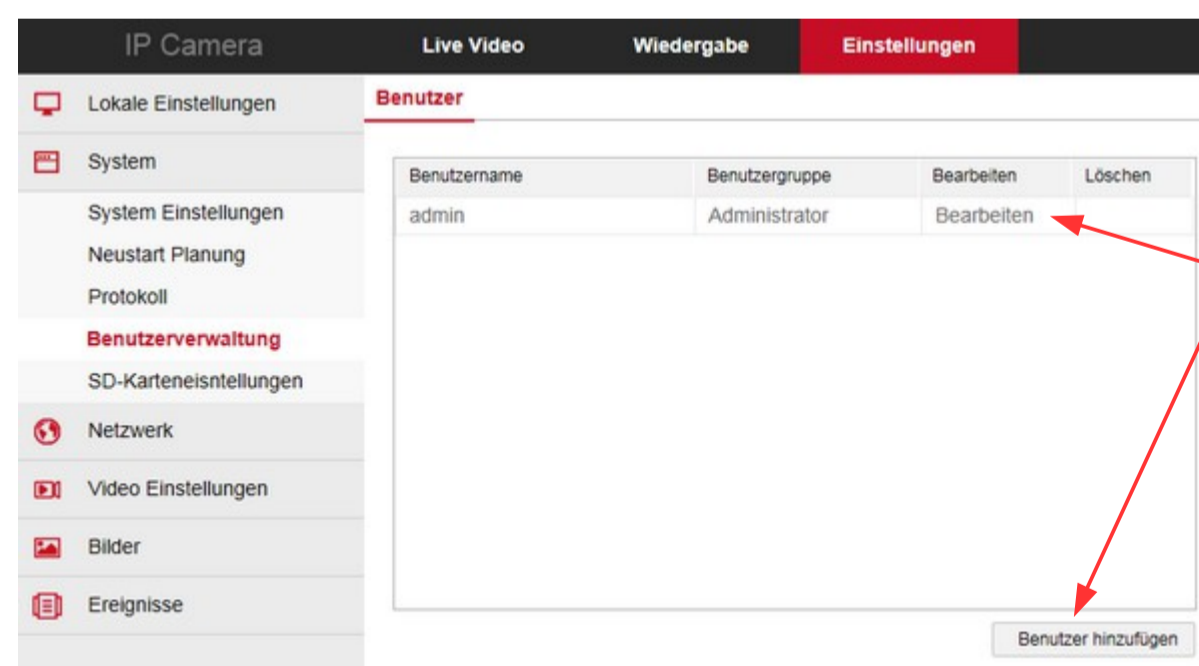 IP Camera Live Video Wiedergabe Einstellungen
Lokale Einstellungen
System
System Einstellungen
Neustart Planung
Protokoll
Benutzerverwaltung
SD-Karteneisntellungen
Netzwerk
Video Einstellungen
Bilder
Ereignisse
Benutzer
Benutzername Benutzergruppe Bearbeiten Löschen
admin Administrator Bearbeiten
Benutzer hinzufügen